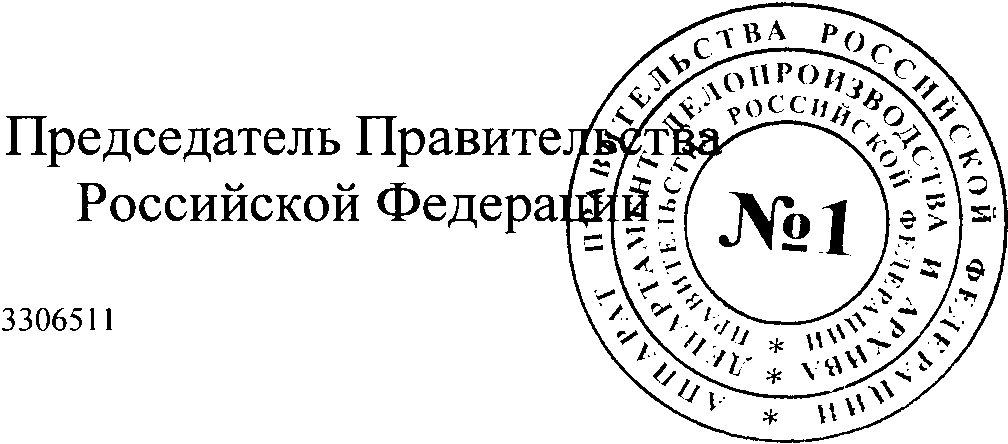 Председатель Правительства
Российской Федерации
3306511
АППАРАТ ПРАВИТЕЛЬСТВА РОССИЙСКОЙ ФЕДЕРАЦИИ *
ДЕПАРТАМЕНТ ДЕЛОПРОИЗВОДСТВА И АРХИВА *
ПРАВИТЕЛЬСТВА РОССИЙСКОЙ ФЕДЕРАЦИИ *
№1